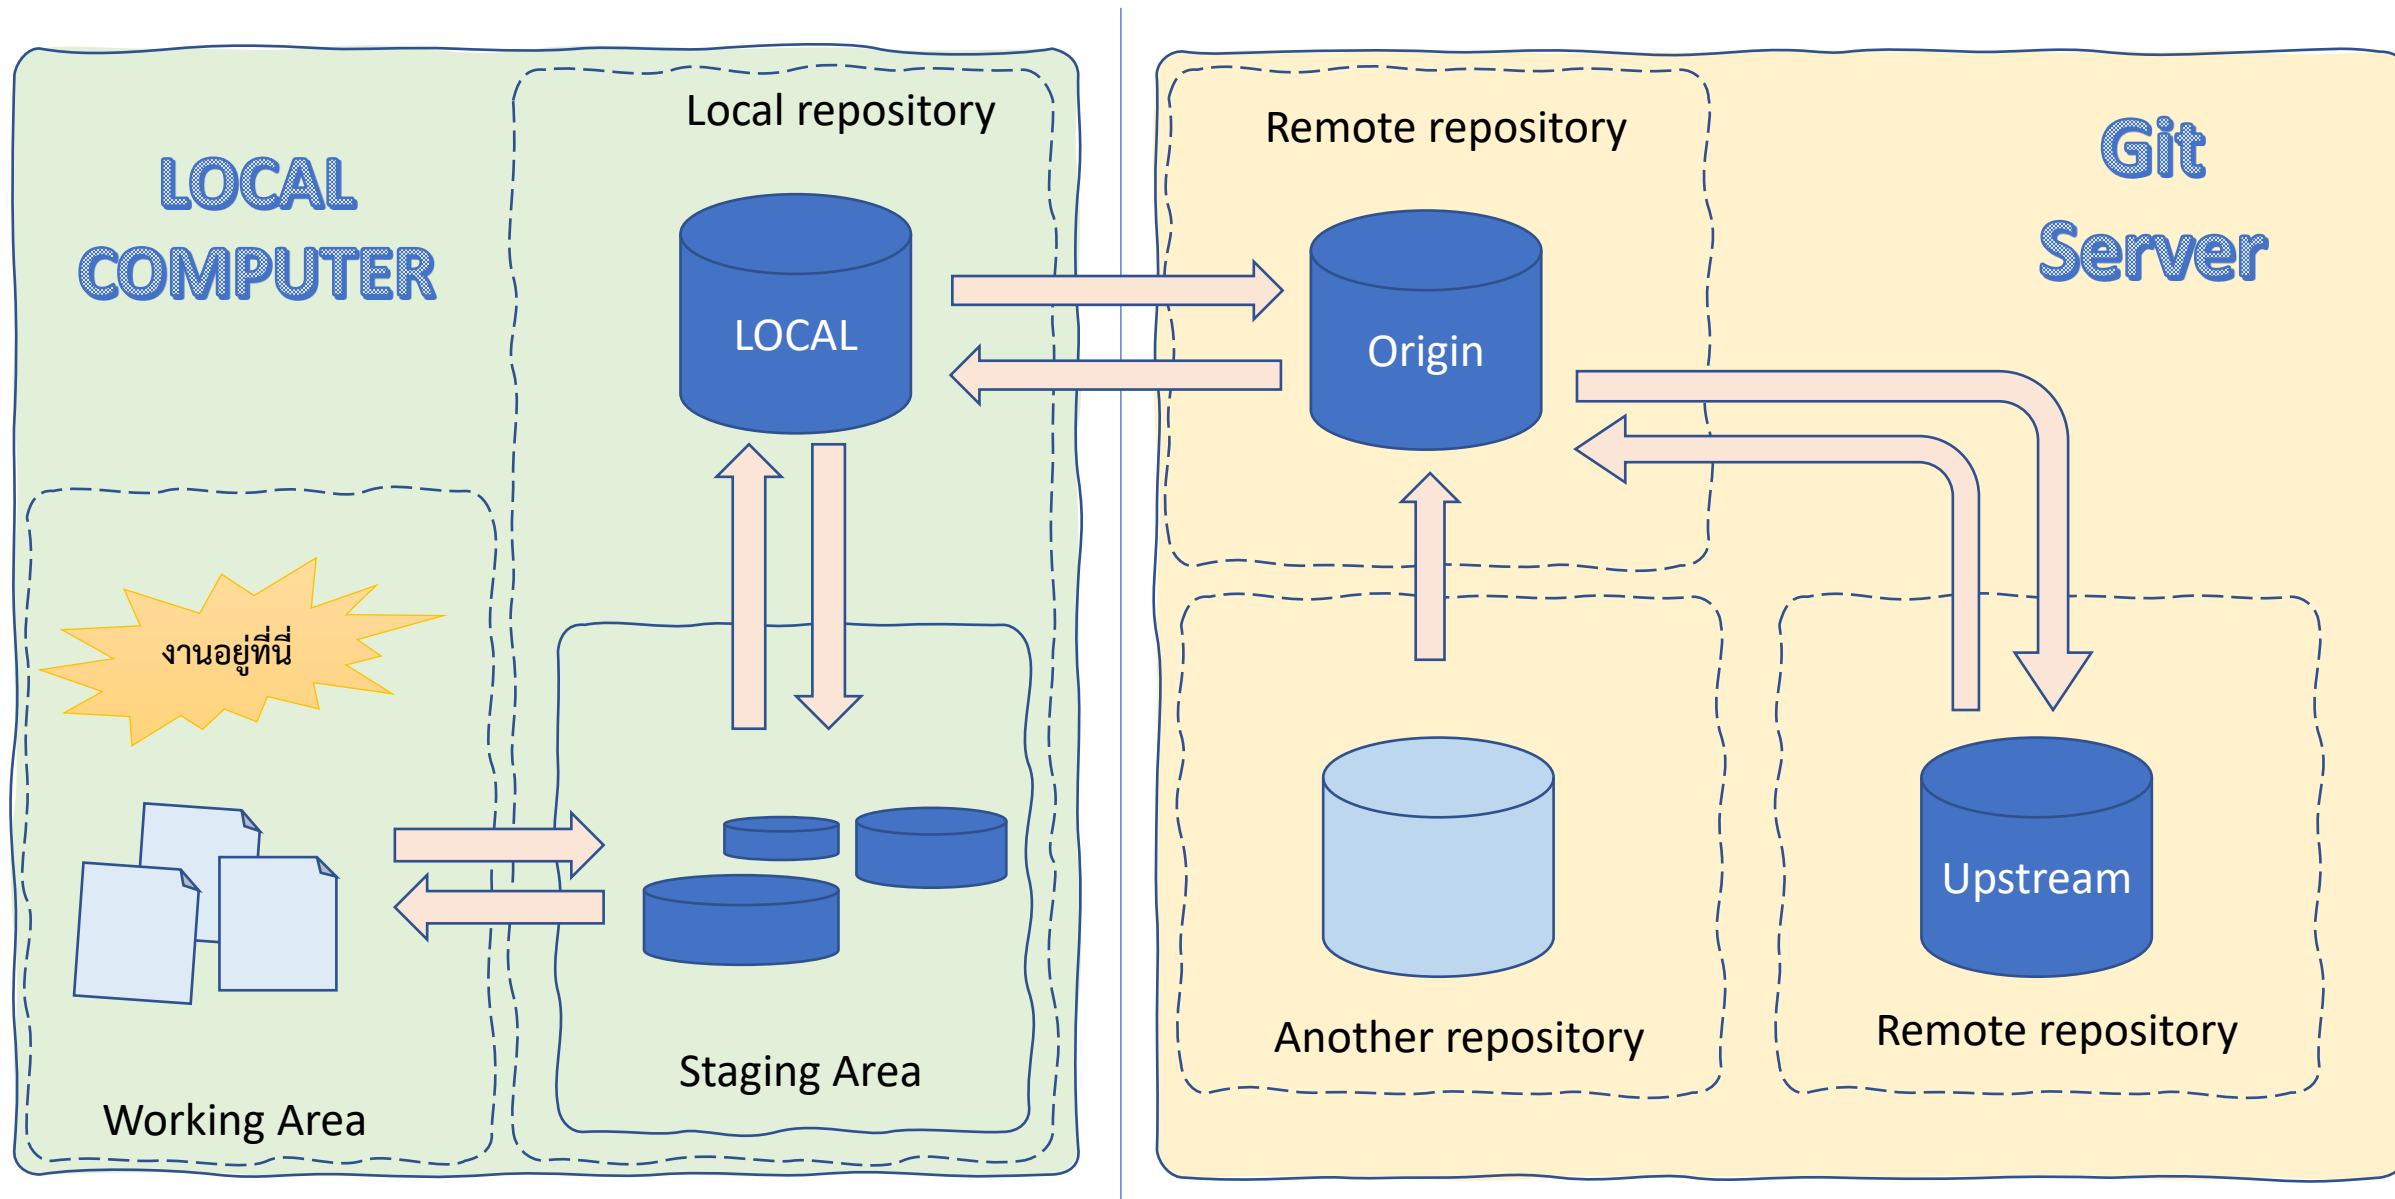 LOCAL
COMPUTER
Local repository
LOCAL
งานอยู่ที่นี่
Working Area
Staging Area
Remote repository
Git
Server
Origin
Another repository
Upstream
Remote repository